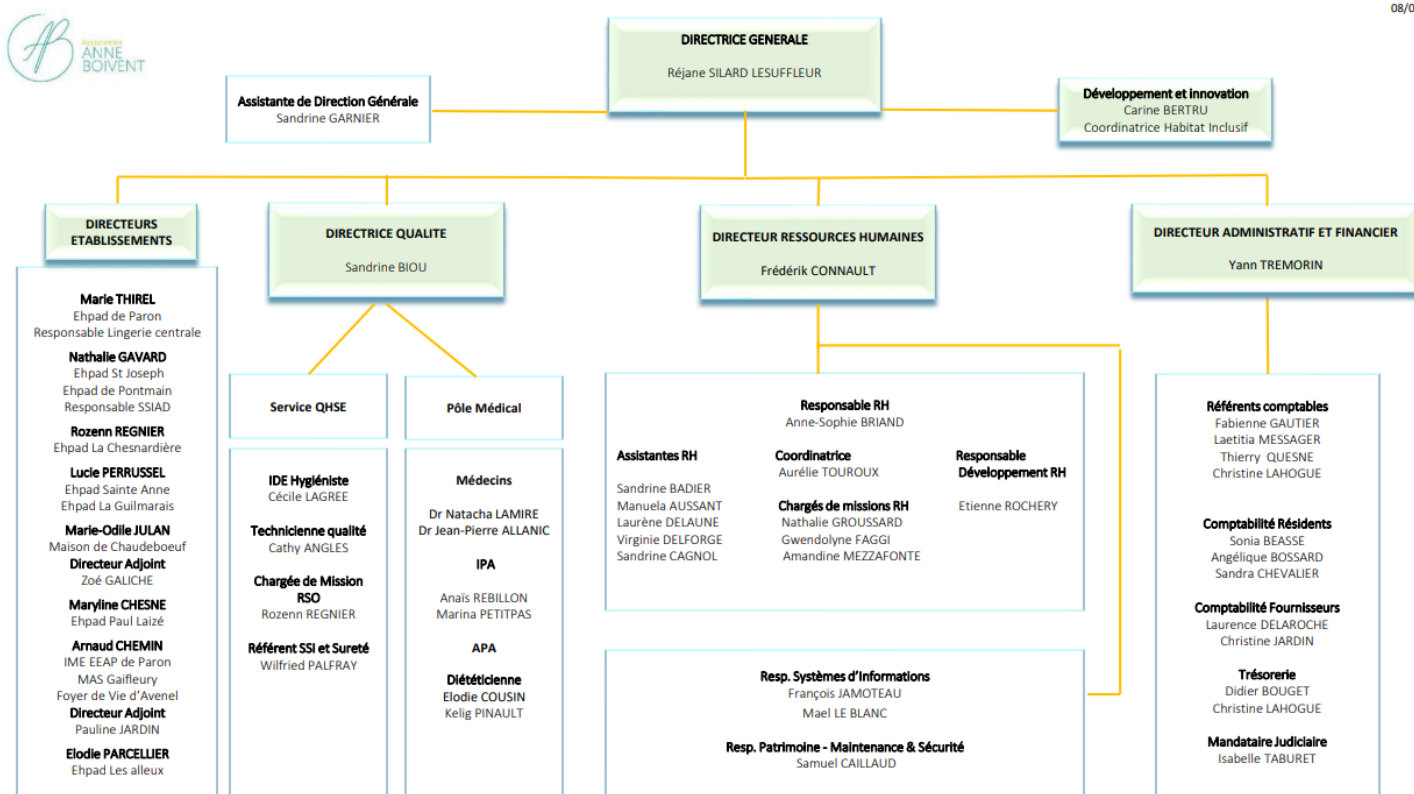 08/0
Association
ANNE
BOIVENT
DIRECTRICE GENERALE
Réjane SILARD LESUFFLEUR
Assistante de Direction Générale
Sandrine GARNIER
Développement et innovation
Carine BERTRU
Coordinatrice Habitat Inclusif
DIRECTEURS
ETABLISSEMENTS
Marie THIREL
Ehpad de Paron
Responsable Lingerie centrale
Nathalie GAVARD
Ehpad St Joseph
Ehpad de Pontmain
Responsable SSIAD
Rozenn REGNIER
Ehpad La Chesnardière
Lucie PERRUSSEL
Ehpad Sainte Anne
Ehpad La Guilmarais
Marie-Odile JULAN
Maison de Chaudeboeuf
Directeur Adjoint
Zoé GALICHE
Maryline CHESNE
Ehpad Paul Laizé
Arnaud CHEMIN
IME EEAP de Paron
MAS Gaifleury
Foyer de Vie d'Avenel
Directeur Adjoint
Pauline JARDIN
Elodie PARCELLIER
Ehpad Les alleux
DIRECTRICE QUALITE
Sandrine BIOU
Service QHSE
IDE Hygiéniste
Cécile LAGREE
Technicienne qualité
Cathy ANGLES
Chargée de Mission
RSO
Rozenn REGNIER
Référent SSI et Sureté
Wilfried PALFRAY
Pôle Médical
Médecins
Dr Natacha LAMIRE
Dr Jean-Pierre ALLANIC
IPA
Anaïs REBILLON
Marina PETITPAS
APA
Diététicienne
Elodie COUSIN
Kelig PINAULT
DIRECTEUR RESSOURCES HUMAINES
Frédérik CONNAULT
Responsable RH
Anne-Sophie BRIAND
Assistantes RH
Sandrine BADIER
Manuela AUSSANT
Laurène DELAUNE
Virginie DELFORGE
Sandrine CAGNOL
Coordinatrice
Aurélie TOUROUX
Chargés de missions RH
Nathalie GROUSSARD
Gwendolyne FAGGI
Amandine MEZZAFONTE
Responsable
Développement RH
Etienne ROCHERY
Resp. Systèmes d'Informations
François JAMOTEAU
Mael LE BLANC
Resp. Patrimoine - Maintenance & Sécurité
Samuel CAILLAUD
DIRECTEUR ADMINISTRATIF ET FINANCIER
Yann TREMORIN
Référents comptables
Fabienne GAUTIER
Laetitia MESSAGER
Thierry QUESNE
Christine LAHOGUE
Comptabilité Résidents
Sonia BEASSE
Angélique BOSSARD
Sandra CHEVALIER
Comptabilité Fournisseurs
Laurence DELAROCHE
Christine JARDIN
Trésorerie
Didier BOUGET
Christine LAHOGUE
Mandataire Judiciaire
Isabelle TABURET